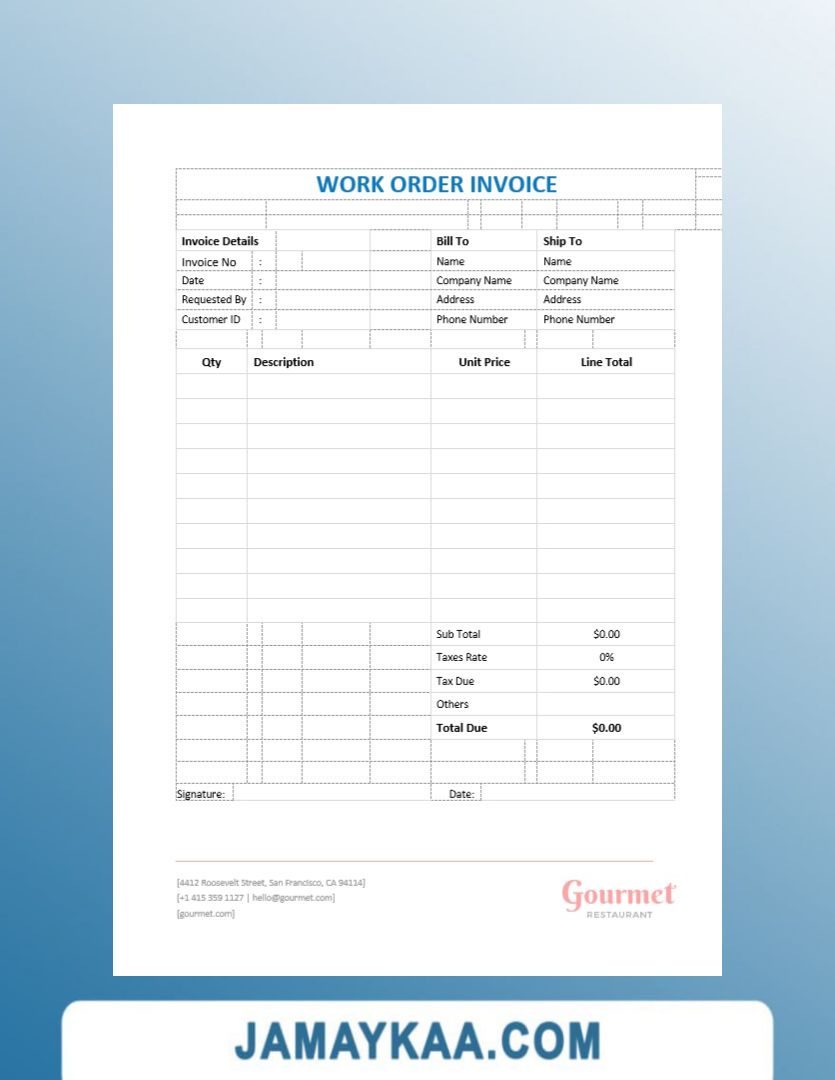 WORK ORDER INVOICE
Invoice Details Bill To Ship To
Invoice No : Name Name
Date : Company Name Company Name
Requested By : Address Address
Customer ID : Phone Number Phone Number
Qty Description Unit Price Line Total
Sub Total $0.00
Taxes Rate 0%
Tax Due $0.00
Others
Total Due $0.00
Signature: Date:
[4412 Roosevelt Street, San Francisco, CA 94114]
[+1 415 359 1127 | hello@gourmet.com]
[gourmet.com]
Gourmet
RESTAURANT
JAMAYKAA.COM